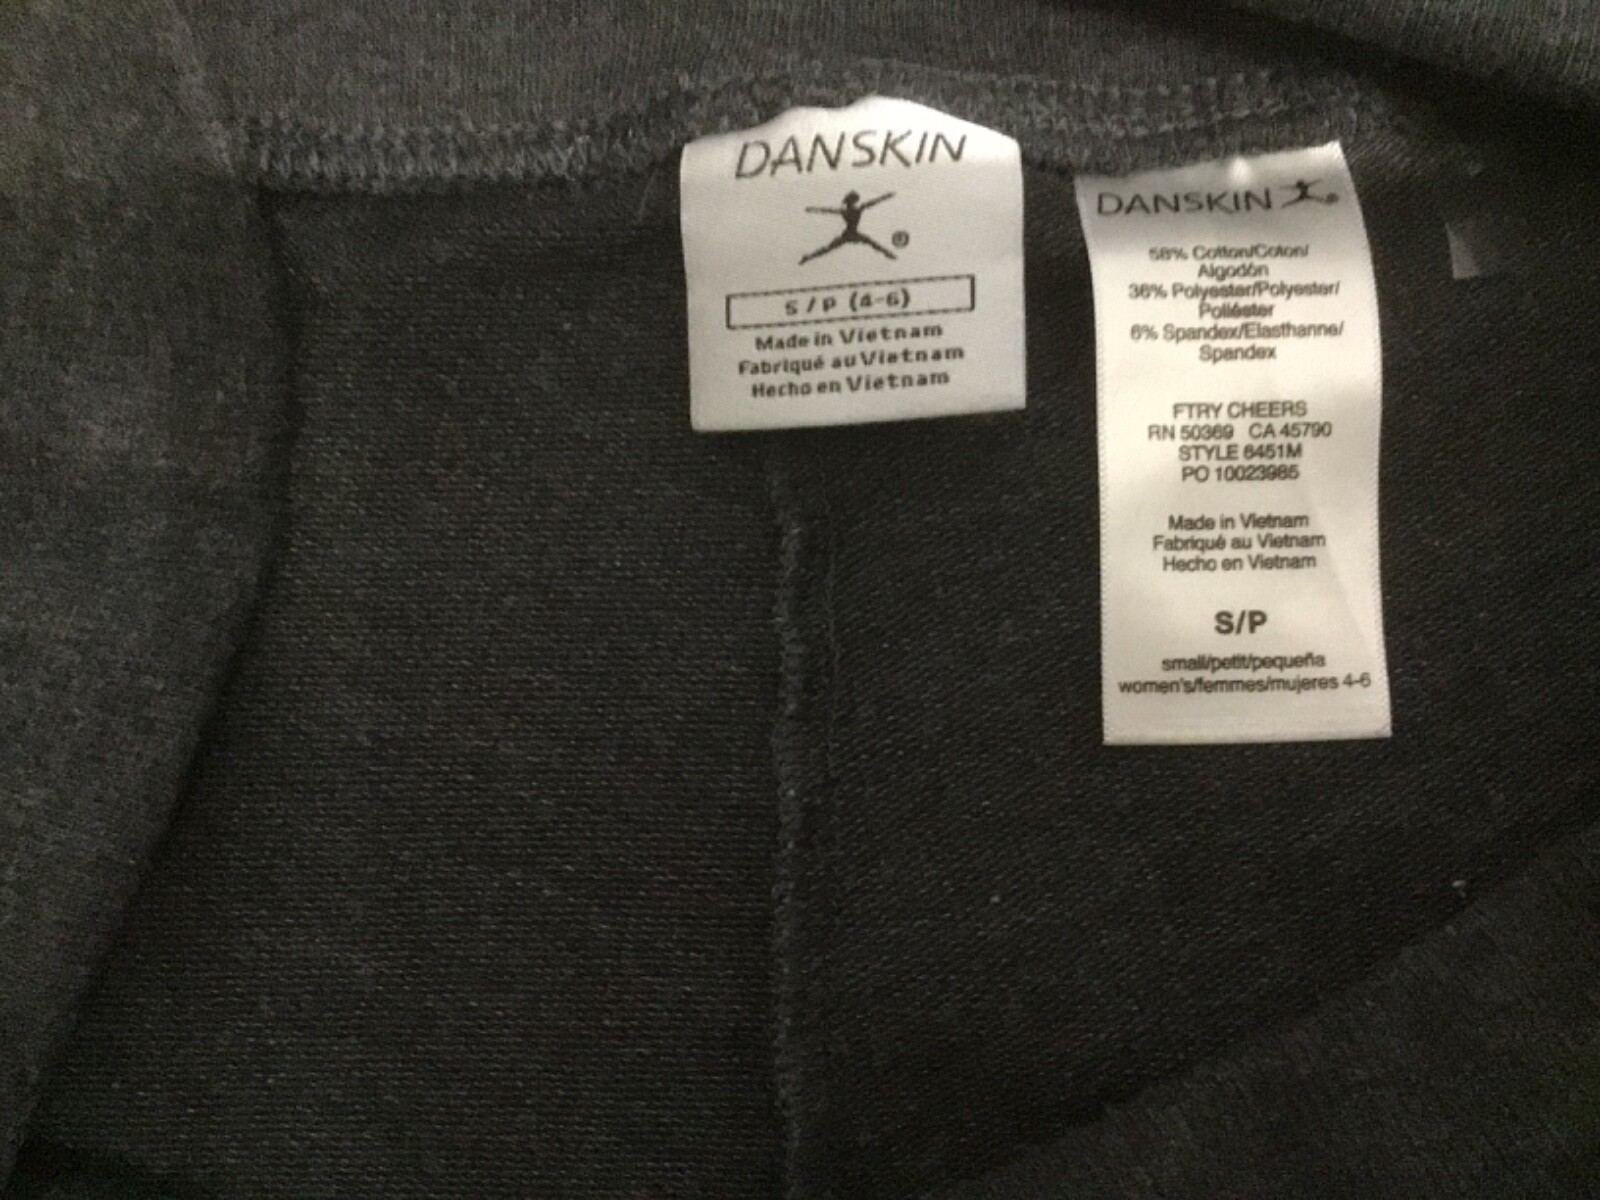 DANSKIN
®
S/P (4-6)
Made in Vietnam
Fabriqué au Vietnam
Hecho en Vietnam
DANSKIN ®
58% Cotton/Coton/
Algodón
36% Polyester/Polyester/
Poliéster
6% Spandex/Elasthanne/
Spandex
FTRY CHEERS
RN 50369 CA 45790
STYLE 6451M
PO 10023985
Made in Vietnam
Fabriqué au Vietnam
Hecho en Vietnam
S/P
small/petit/pequeña
women's/femmes/mujeres 4-6